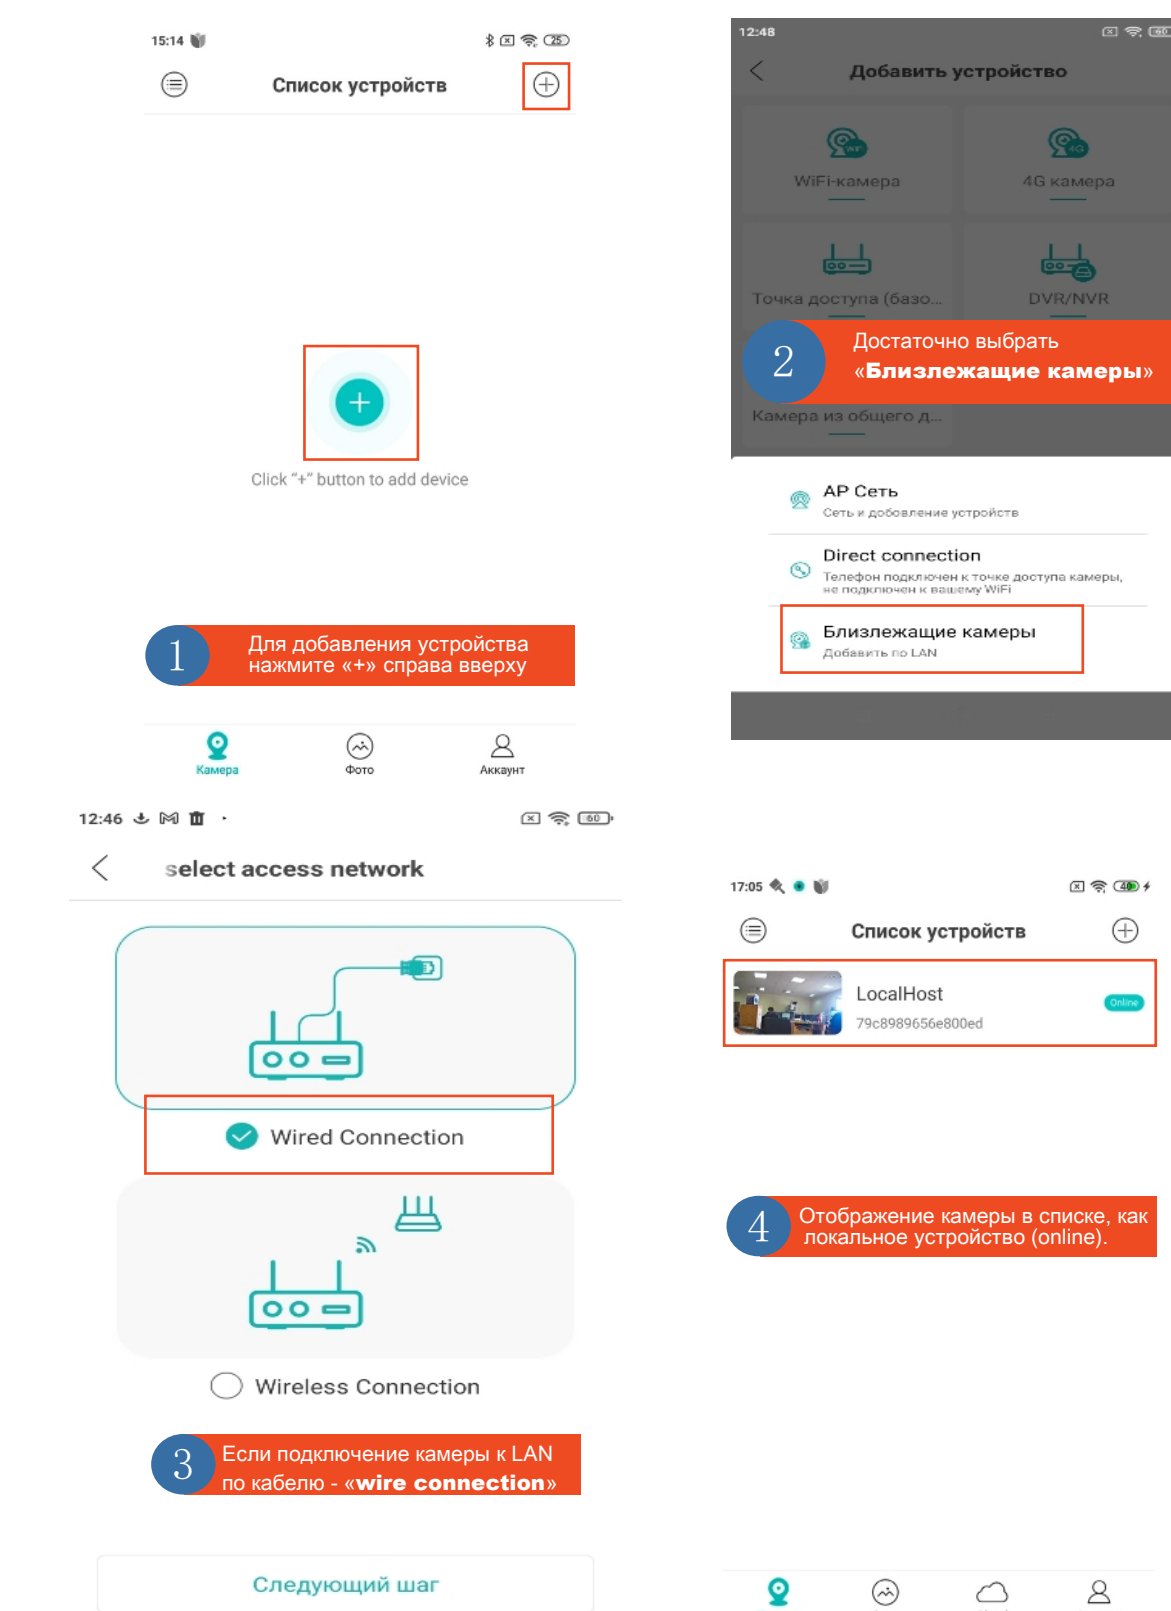 15:14
25
Список устройств
Click "+" button to add device
1
Для добавления устройства
нажмите «+» справа вверху
Камера
Фото
Аккаунт
12:48
60
Добавить устройство
WiFi-камера
4G камера
Точка доступа (базо...
DVR/NVR
2
Достаточно выбрать
«Близлежащие камеры»
Камера из общего д...
AP Сеть
Сеть и добовление устройств
Direct connection
Телефон подключен к точке доступа камеры,
не подключен к вашему WiFi
Близлежащие камеры
Добавить по LAN
12:46
60
select access network
Wired Connection
Wireless Connection
3
Если подключение камеры к LAN
по кабелю - «wire connection»
Следующий шаг
17:05
40
Список устройств
LocalHost
79c8989656e800ed
Online
4
Отображение камеры в списке, как
локальное устройство (online).